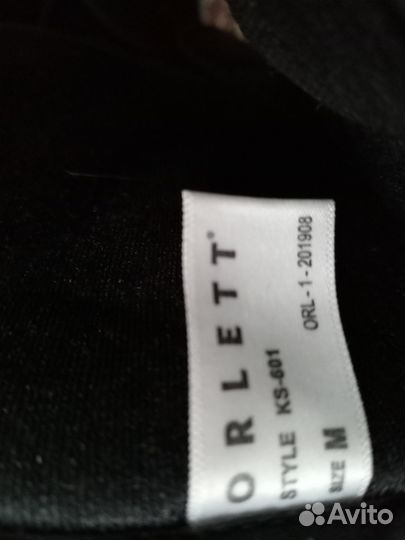 ORLETT®
STYLE KS-601
SIZE M ORL-1-201908
Avito